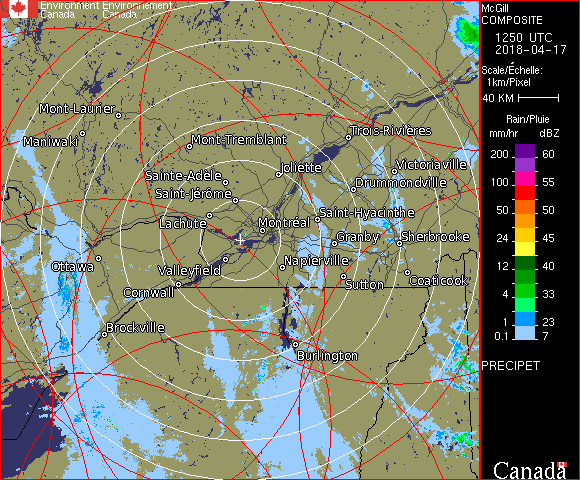 Environment Environnement
Canada Canada
McGill
COMPOSITE
1250 UTC
2018-04-17
Scale/Échelle:
1km/Pixel
40 KM
Rain/Pluie
mm/hr dBZ
200 60
100 55
50 50
24 45
12 40
8 33
4 30
1 23
0.1 7
PRECIPET
Mont-Laurier
Maniwaki
Mont-Tremblant
Trois-Rivières
Sainte-Adèle
Joliette
Victoriaville
Saint-Jérôme
Drummondville
Lachute
Montréal
Saint-Hyacinthe
Granby
Sherbrooke
Ottawa
Valleyfield
Napierville
Cornwall
Sutton
Coaticook
Brockville
Burlington
Canada